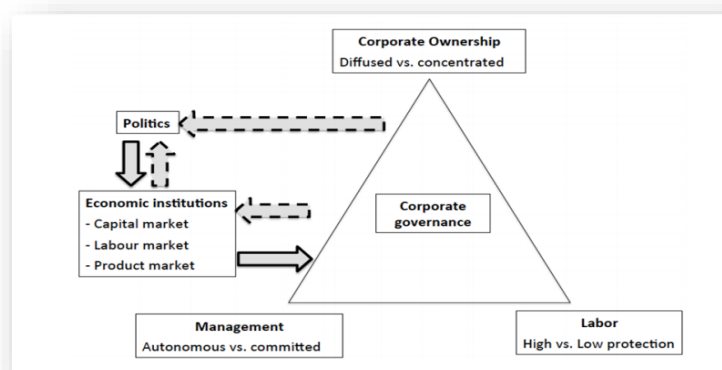 Corporate Ownership
Diffused vs. concentrated
Politics
Economic institutions
- Capital market
- Labour market
- Product market
Corporate
governance
Management
Autonomous vs. committed
Labor
High vs. Low protection